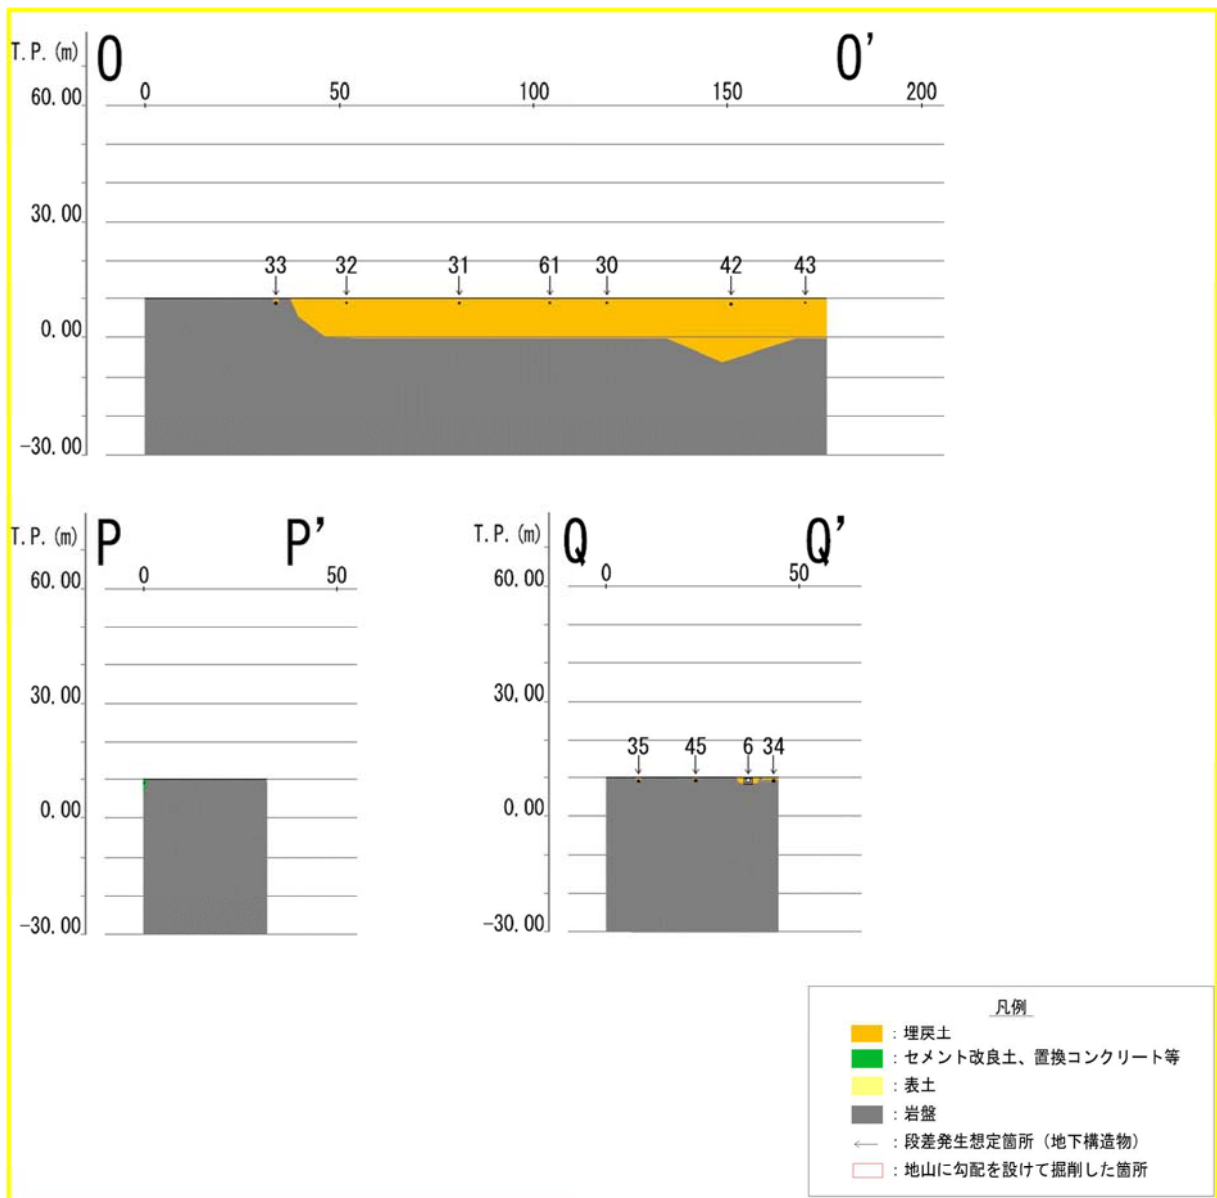 T.P.(m) O O'
0 50 100 150 200
60.00
30.00
33 32 31 61 30 42 43
0.00
-30.00
T.P.(m) P P'
0 50
60.00
30.00
0.00
-30.00
T.P.(m) Q Q'
0 50
60.00
30.00
35 45 6 34
0.00
-30.00
凡例
：埋戻土
：セメント改良土、置換コンクリート等
：表土
：岩盤
：段差発生想定箇所（地下構造物）
：地山に勾配を設けて掘削した箇所